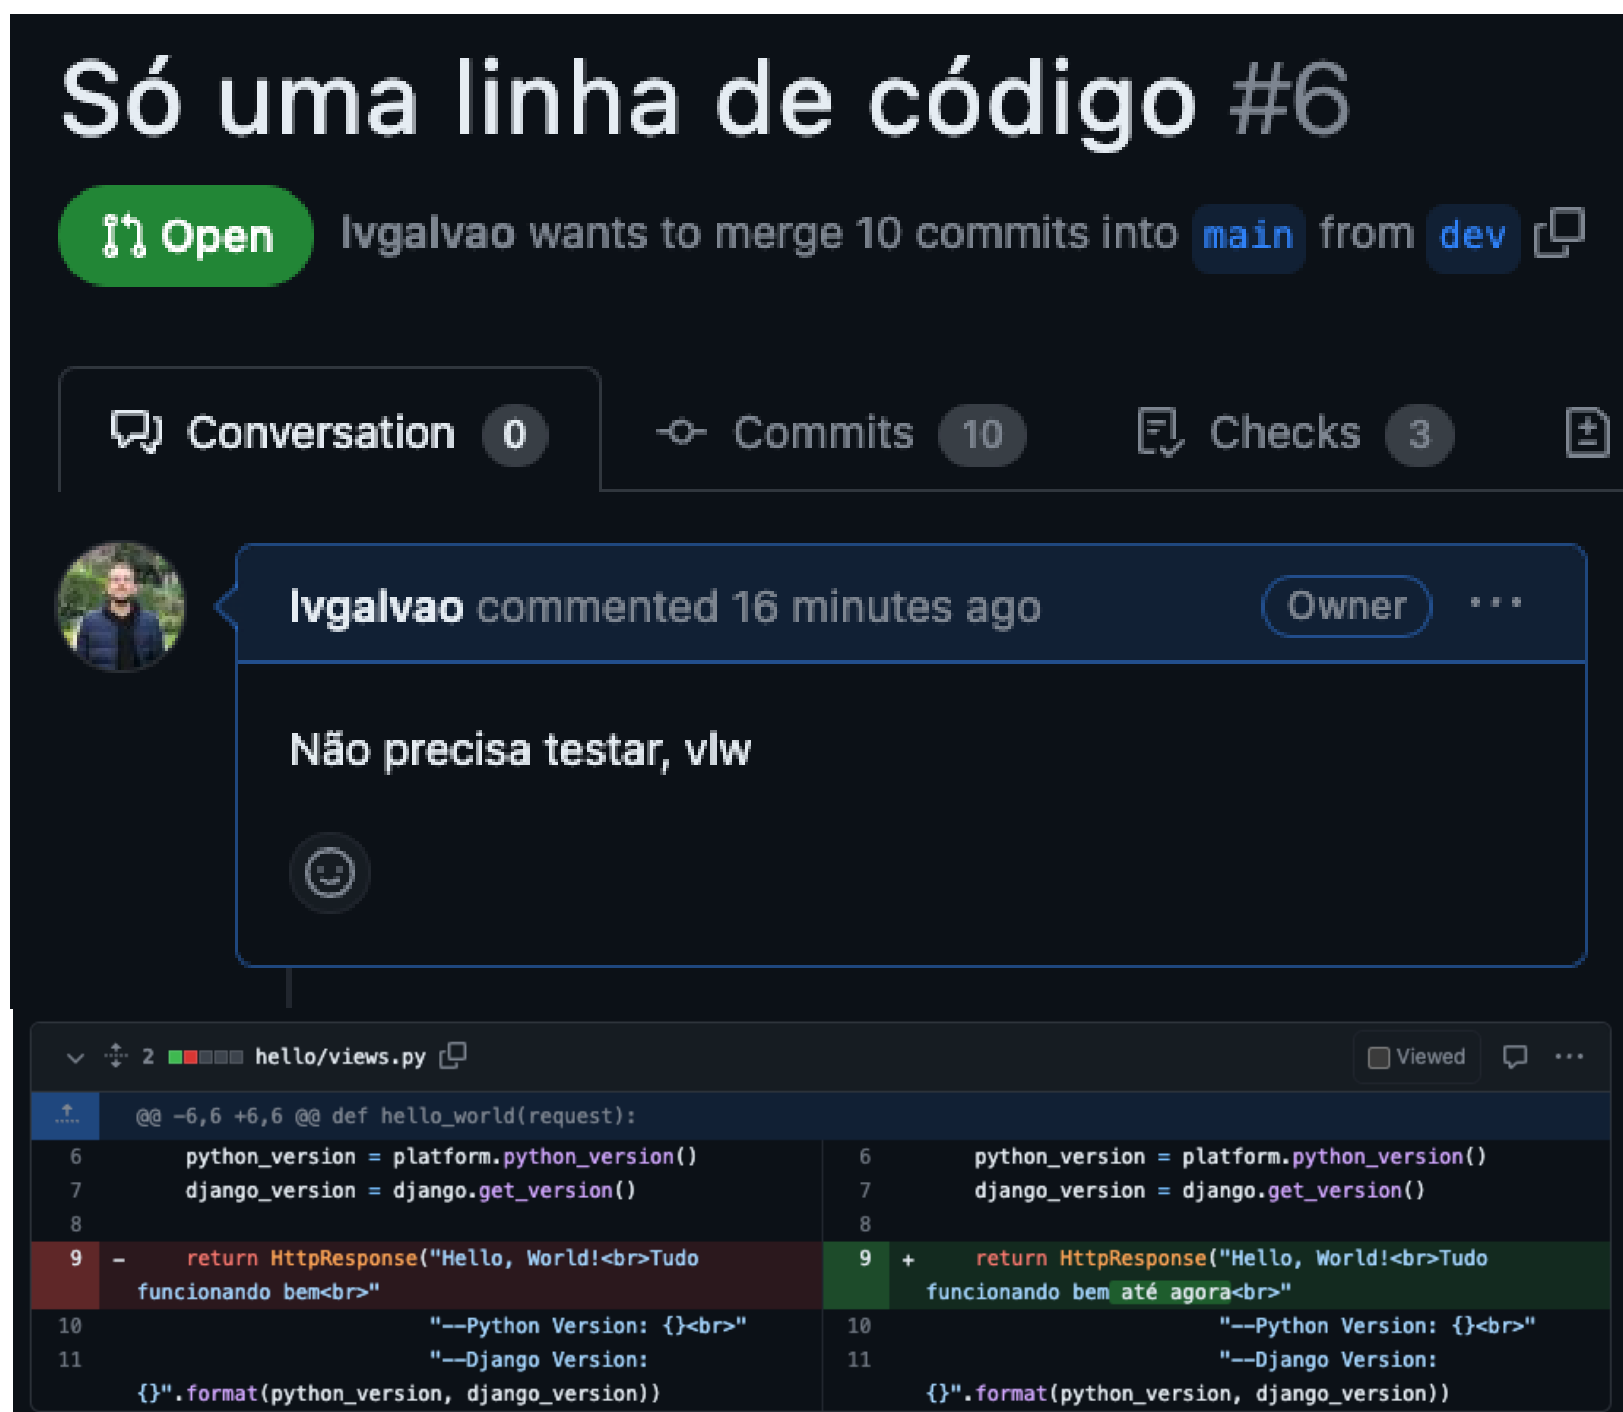 Só uma linha de código #6
Open
lvgalvao wants to merge 10 commits into main from dev
Conversation 0
Commits 10
Checks 3
lvgalvao commented 16 minutes ago
Owner
Não precisa testar, vlw
2 hello/views.py
Viewed
@@ -6,6 +6,6 @@ def hello_world(request):
6 python_version = platform.python_version()
7 django_version = django.get_version()
8
9 - return HttpResponse("Hello, World!<br>Tudo
funcionando bem<br>"
10 "--Python Version: {}<br>"
11 "--Django Version:
{}".format(python_version, django_version))
6 python_version = platform.python_version()
7 django_version = django.get_version()
8
9 + return HttpResponse("Hello, World!<br>Tudo
funcionando bem até agora<br>"
10 "--Python Version: {}<br>"
11 "--Django Version:
{}".format(python_version, django_version))